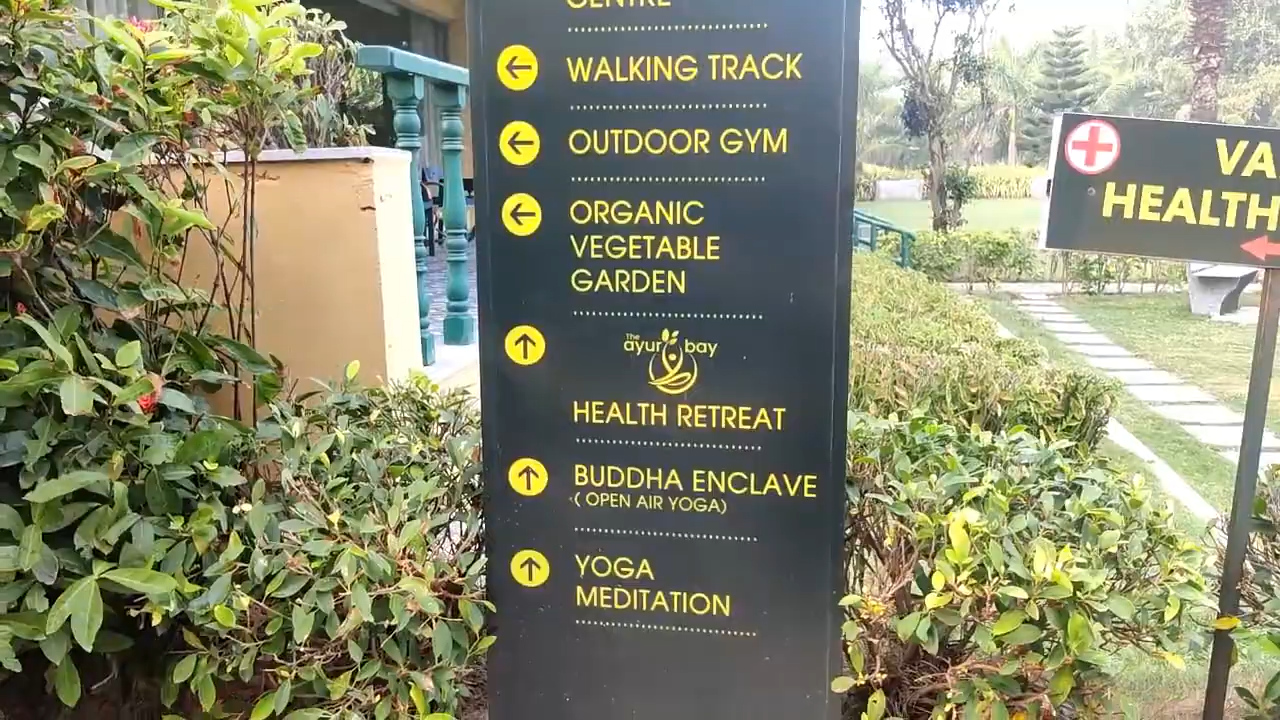 CENTRE
WALKING TRACK
OUTDOOR GYM
ORGANIC
VEGETABLE
GARDEN
The
ayur bay
HEALTH RETREAT
BUDDHA ENCLAVE
( OPEN AIR YOGA)
YOGA
MEDITATION
VA
HEALTH